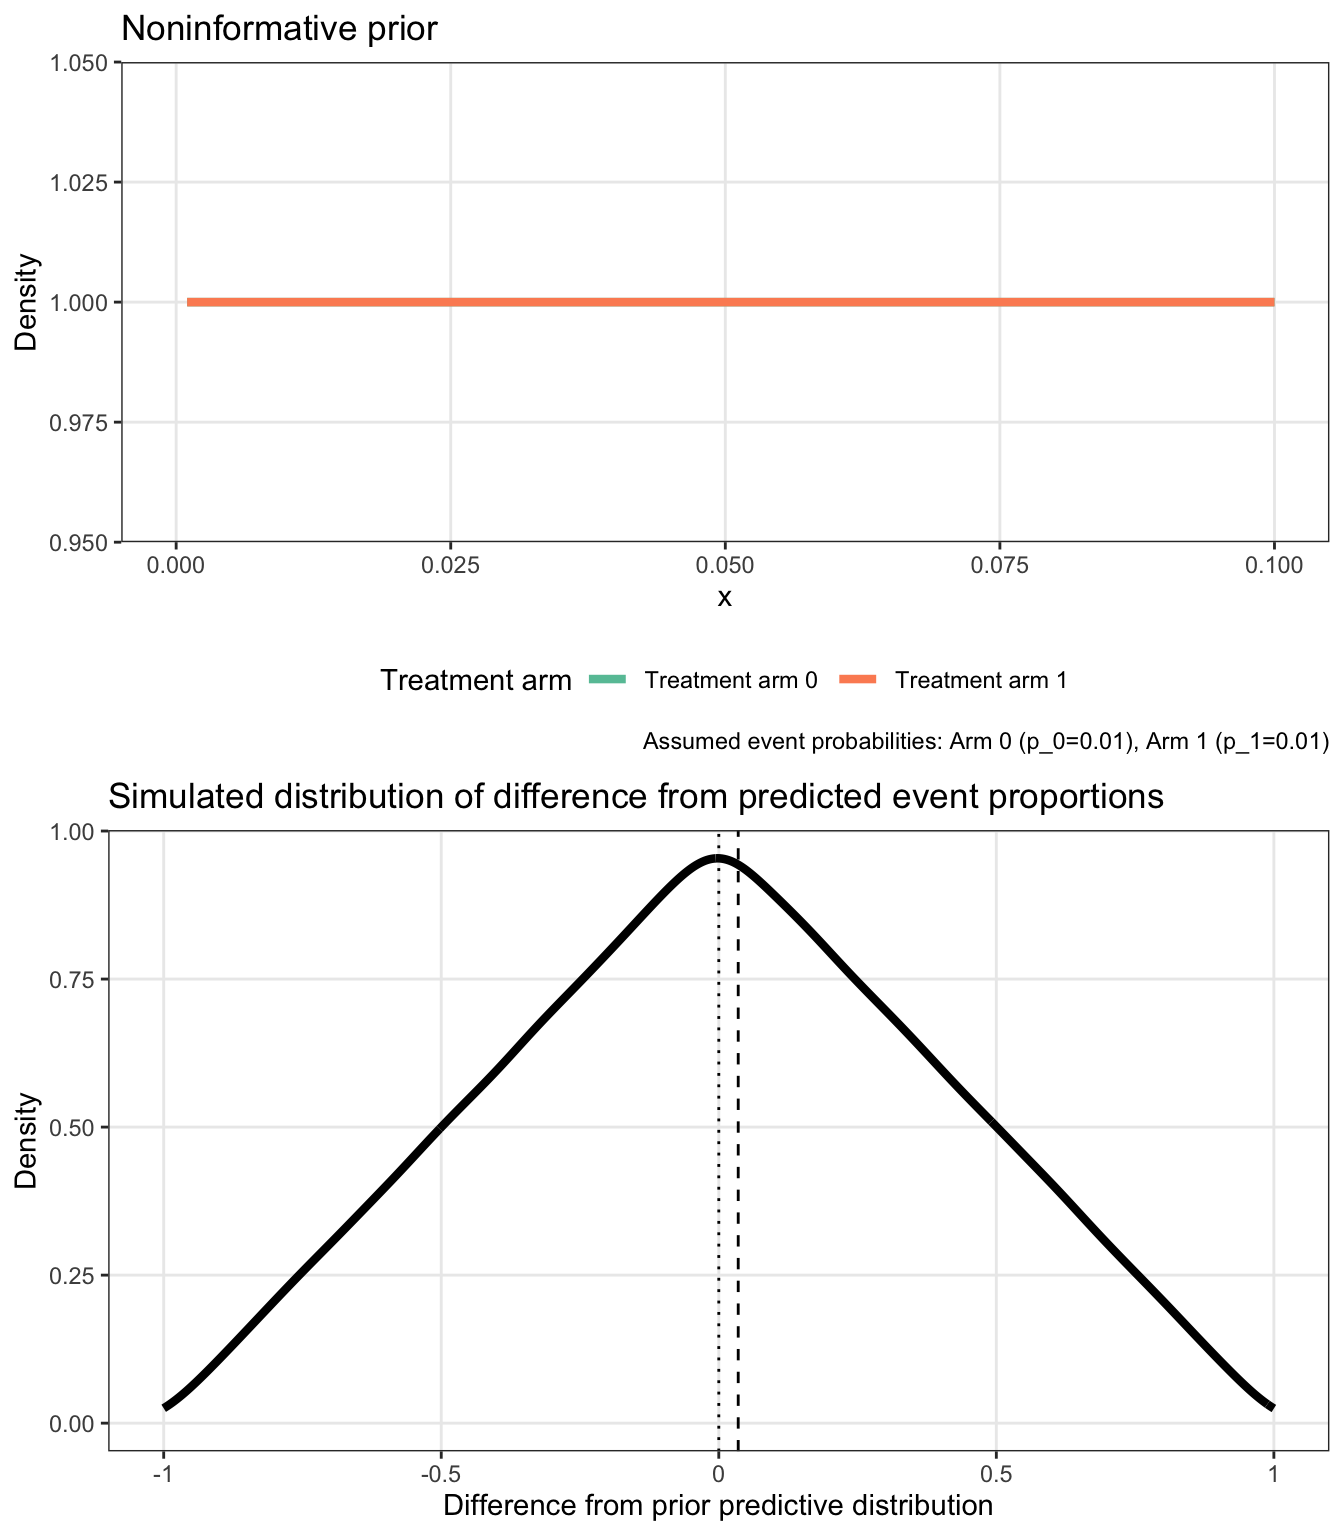 Noninformative prior
1.050
1.025
1.000
0.975
0.950
Density
0.000 0.025 0.050 0.075 0.100
x
Treatment arm Treatment arm 0 Treatment arm 1
Assumed event probabilities: Arm 0 (p_0=0.01), Arm 1 (p_1=0.01)
Simulated distribution of difference from predicted event proportions
1.00
0.75
0.50
0.25
0.00
Density
-1 -0.5 0 0.5 1
Difference from prior predictive distribution